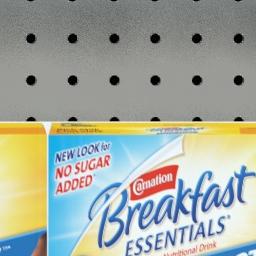 NEW LOOK for
NO SUGAR
ADDED*
Carnation
Breakfast
ESSENTIALS
Nutritional Drink